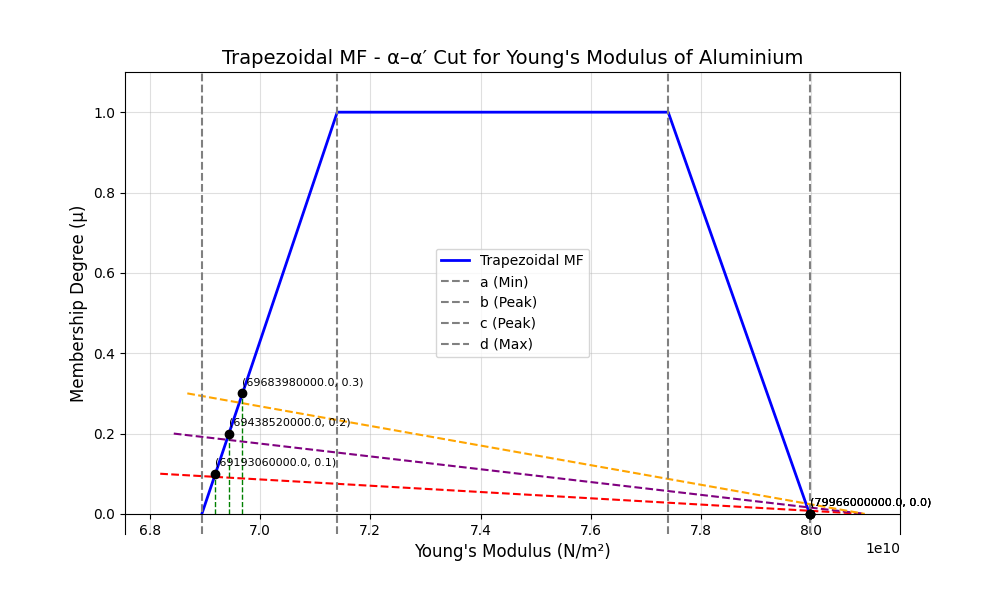 Trapezoidal MF - α–α′ Cut for Young's Modulus of Aluminium
Membership Degree (μ)
1.0
0.8
0.6
0.4
0.2
0.0
Trapezoidal MF
a (Min)
b (Peak)
c (Peak)
d (Max)
(69683980000.0, 0.3)
(69438520000.0, 0.2)
(69193060000.0, 0.1)
(79966000000.0, 0.0)
6.8 7.0 7.2 7.4 7.6 7.8 8.0
1e10
Young's Modulus (N/m²)